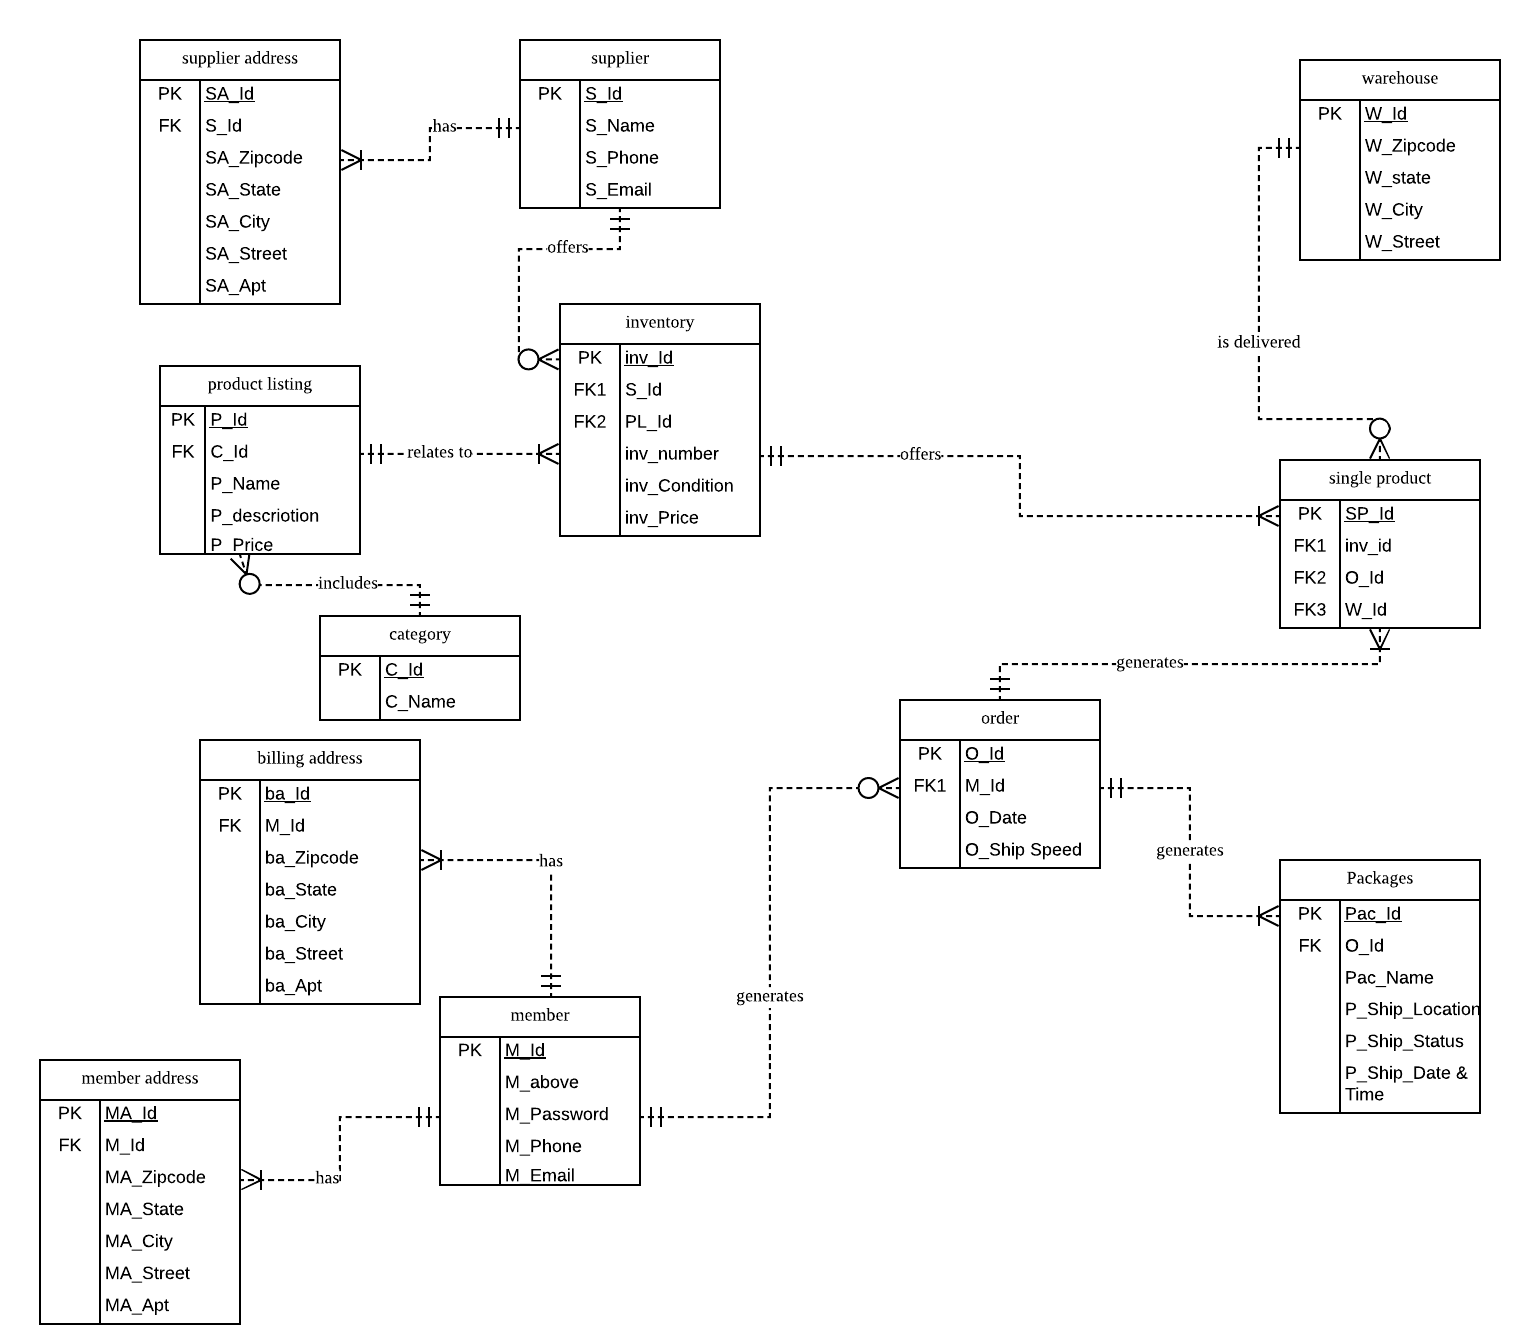 supplier address
PK SA_Id
FK S_Id
SA_Zipcode
SA_State
SA_City
SA_Street
SA_Apt
has
supplier
PK S_Id
S_Name
S_Phone
S_Email
offers
warehouse
PK W_Id
W_Zipcode
W_state
W_City
W_Street
is delivered
product listing
PK P_Id
FK C_Id
P_Name
P_descriotion
P_Price
relates to
inventory
PK inv_Id
FK1 S_Id
FK2 PL_Id
inv_number
inv_Condition
inv_Price
offers
single product
PK SP_Id
FK1 inv_id
FK2 O_Id
FK3 W_Id
includes
category
PK C_Id
C_Name
generates
order
PK O_Id
FK1 M_Id
O_Date
O_Ship Speed
generates
Packages
PK Pac_Id
FK O_Id
Pac_Name
P_Ship_Location
P_Ship_Status
P_Ship_Date &
Time
billing address
PK ba_Id
FK M_Id
ba_Zipcode
ba_State
ba_City
ba_Street
ba_Apt
has
member
PK M_Id
M_above
M_Password
M_Phone
M_Email
generates
member address
PK MA_Id
FK M_Id
MA_Zipcode
MA_State
MA_City
MA_Street
MA_Apt
has